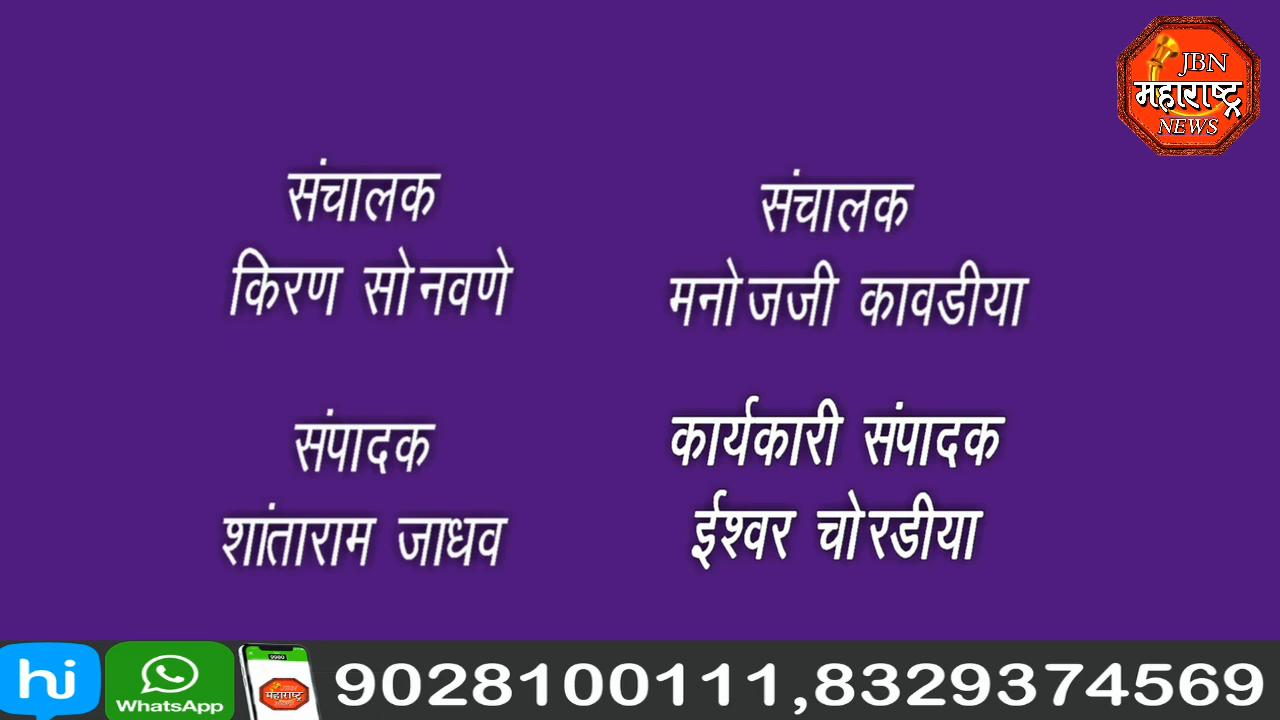 JBN
महाराष्ट्र
NEWS
संचालक
किरण सोनवणे
संचालक
मनोजजी कावडीया
संपादक
शांताराम जाधव
कार्यकारी संपादक
ईश्वर चोरडीया
hi
WhatsApp
महाराष्ट्र
9028100111,8329374569